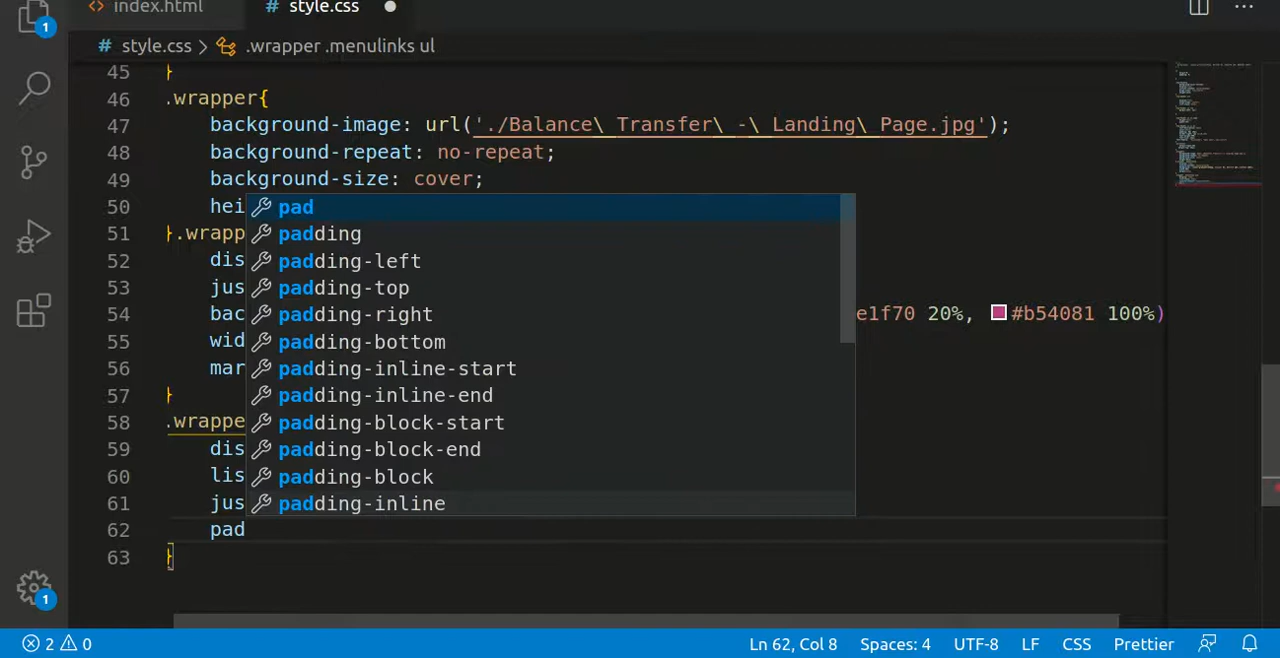 index.html
style.css
style.css .wrapper .menulinks ul
45 }
46 .wrapper{
47 background-image: url('./Balance\ Transfer\ -\ Landing\ Page.jpg');
48 background-repeat: no-repeat;
49 background-size: cover;
50 hei
51 }.wrapp
52 dis
53 jus
54 bac e1f70 20%, #b54081 100%)
55 wid
56 mar
57 }
58 .wrappe
59 dis
60 lis
61 jus
62 pad
63 }
pad
padding
padding-left
padding-top
padding-right
padding-bottom
padding-inline-start
padding-inline-end
padding-block-start
padding-block-end
padding-block
padding-inline
1
1
2 0 Ln 62, Col 8 Spaces: 4 UTF-8 LF CSS Prettier